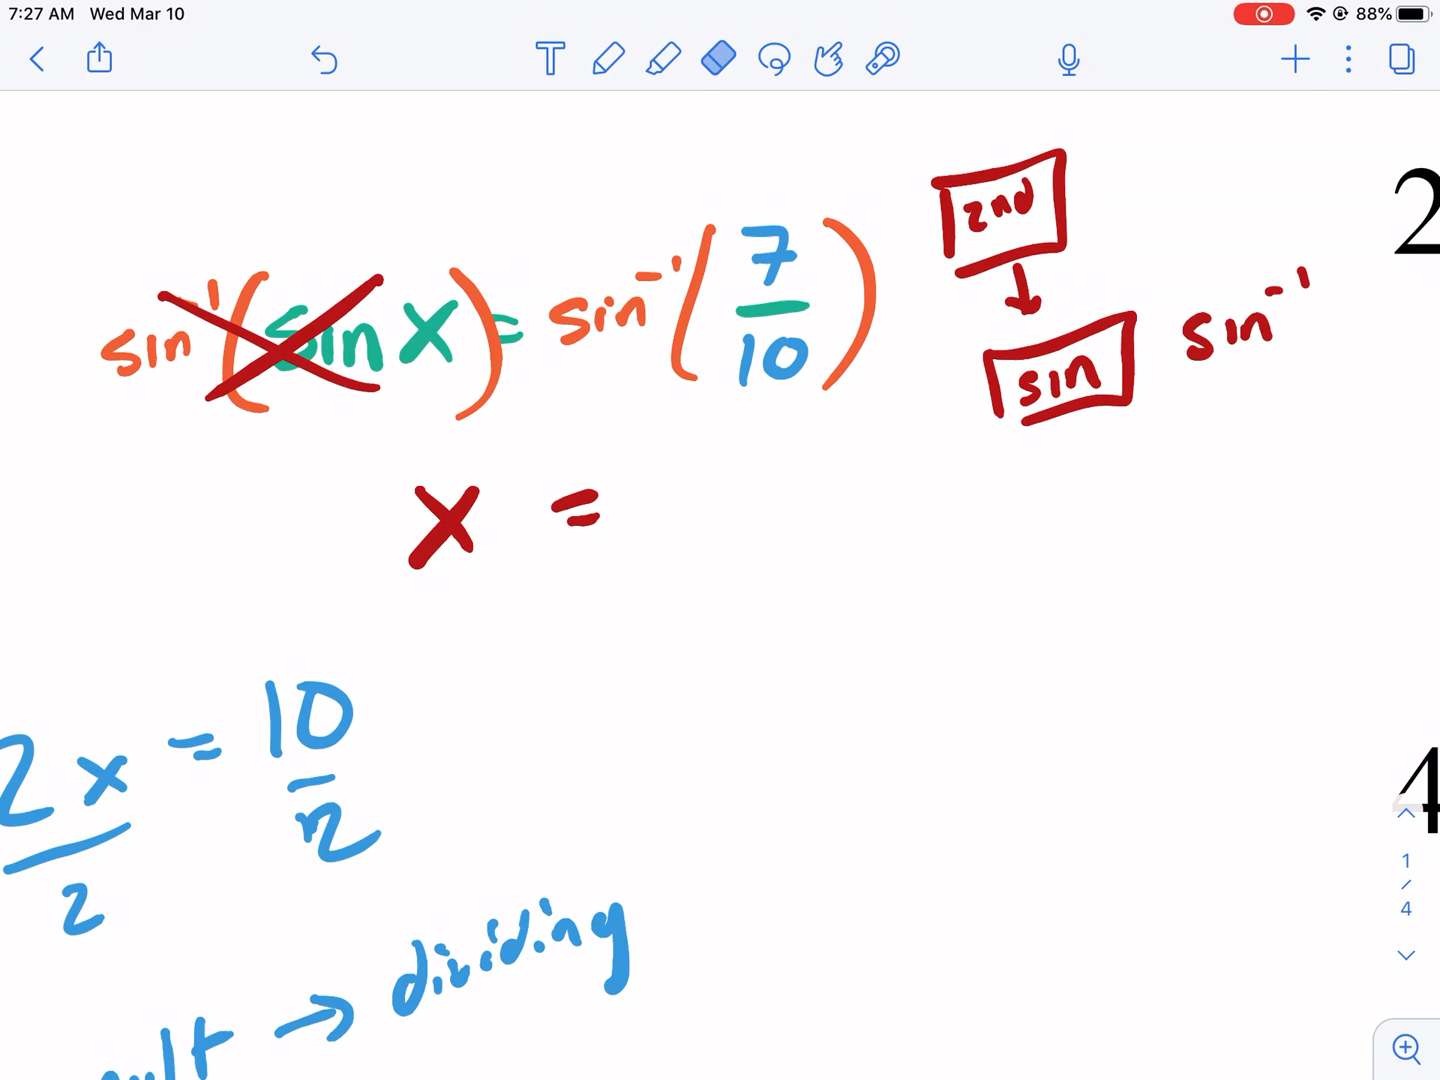 7:27 AM Wed Mar 10
88%
2nd
sin⁻¹(sin x) = sin⁻¹(7/10)
sin
sin⁻¹
x =
2
2x/2 = 10/2
4
1
/
4
mult → dividing